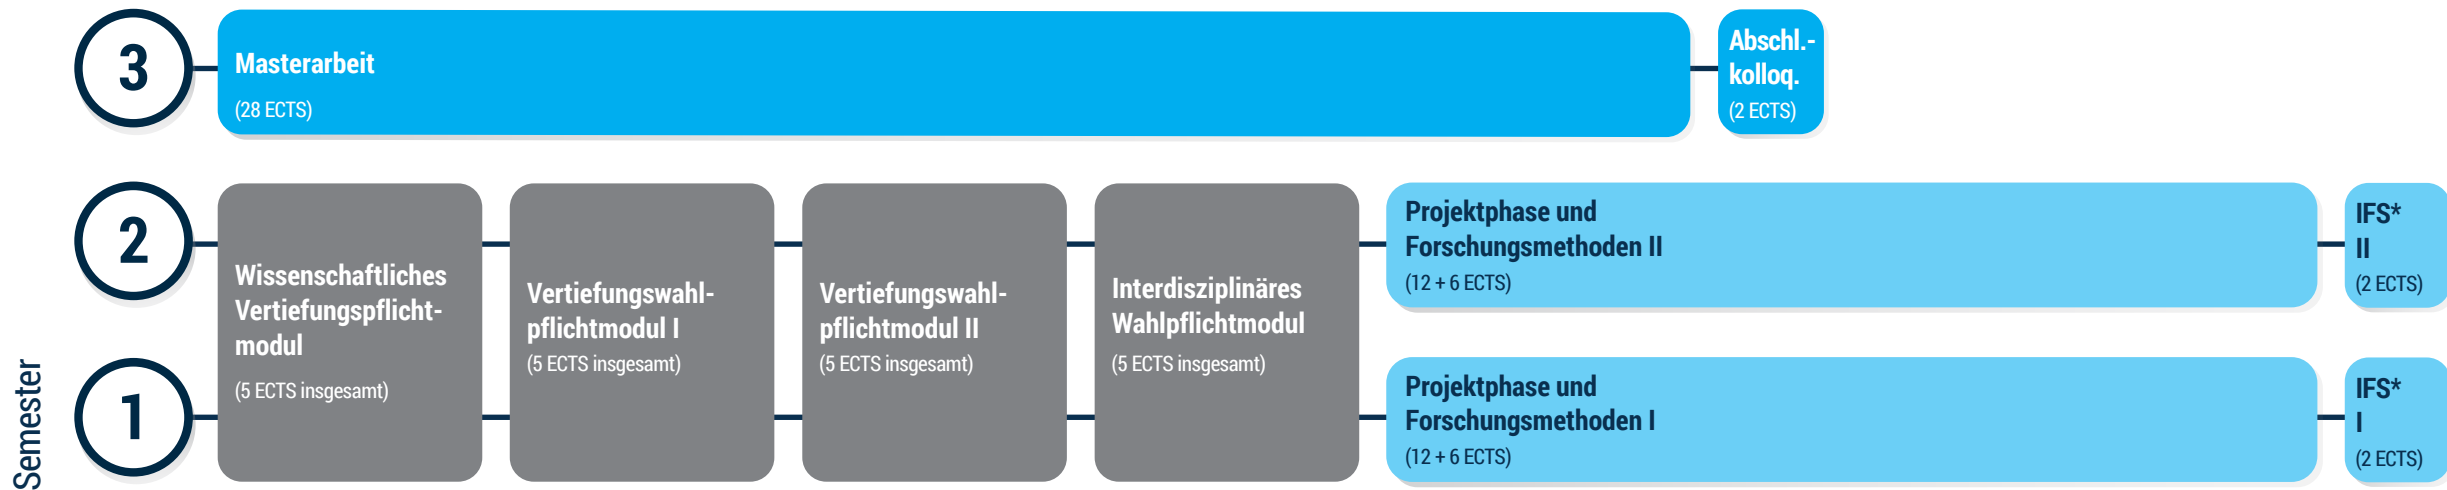 3
Masterarbeit
(28 ECTS)
Abschl.-
kolloq.
(2 ECTS)
2
1
Semester
Wissenschaftliches
Vertiefungspflicht-
modul
(5 ECTS insgesamt)
Vertiefungswahl-
pflichtmodul I
(5 ECTS insgesamt)
Vertiefungswahl-
pflichtmodul II
(5 ECTS insgesamt)
Interdisziplinäres
Wahlpflichtmodul
(5 ECTS insgesamt)
Projektphase und
Forschungsmethoden II
(12 + 6 ECTS)
IFS*
II
(2 ECTS)
Projektphase und
Forschungsmethoden I
(12 + 6 ECTS)
IFS*
I
(2 ECTS)